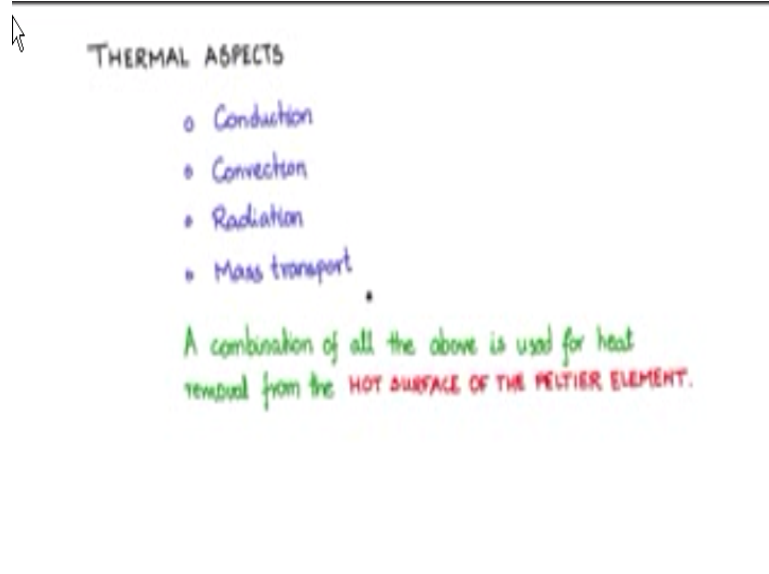 THERMAL ASPECTS
Conduction
Convection
Radiation
Mass transport
A combination of all the above is used for heat
removal from the HOT SURFACE OF THE PELTIER ELEMENT.